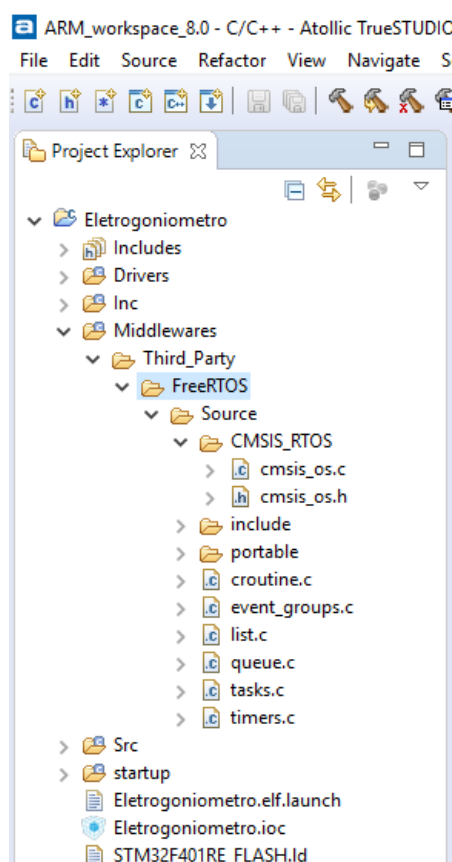 ARM_workspace_8.0 - C/C++ - Atollic TrueSTUDIO
File Edit Source Refactor View Navigate S
Project Explorer
Eletrogoniometro
Includes
Drivers
Inc
Middlewares
Third_Party
FreeRTOS
Source
CMSIS_RTOS
cmsis_os.c
cmsis_os.h
include
portable
croutine.c
event_groups.c
list.c
queue.c
tasks.c
timers.c
Src
startup
Eletrogoniometro.elf.launch
Eletrogoniometro.ioc
STM32F401RE_FLASH.ld